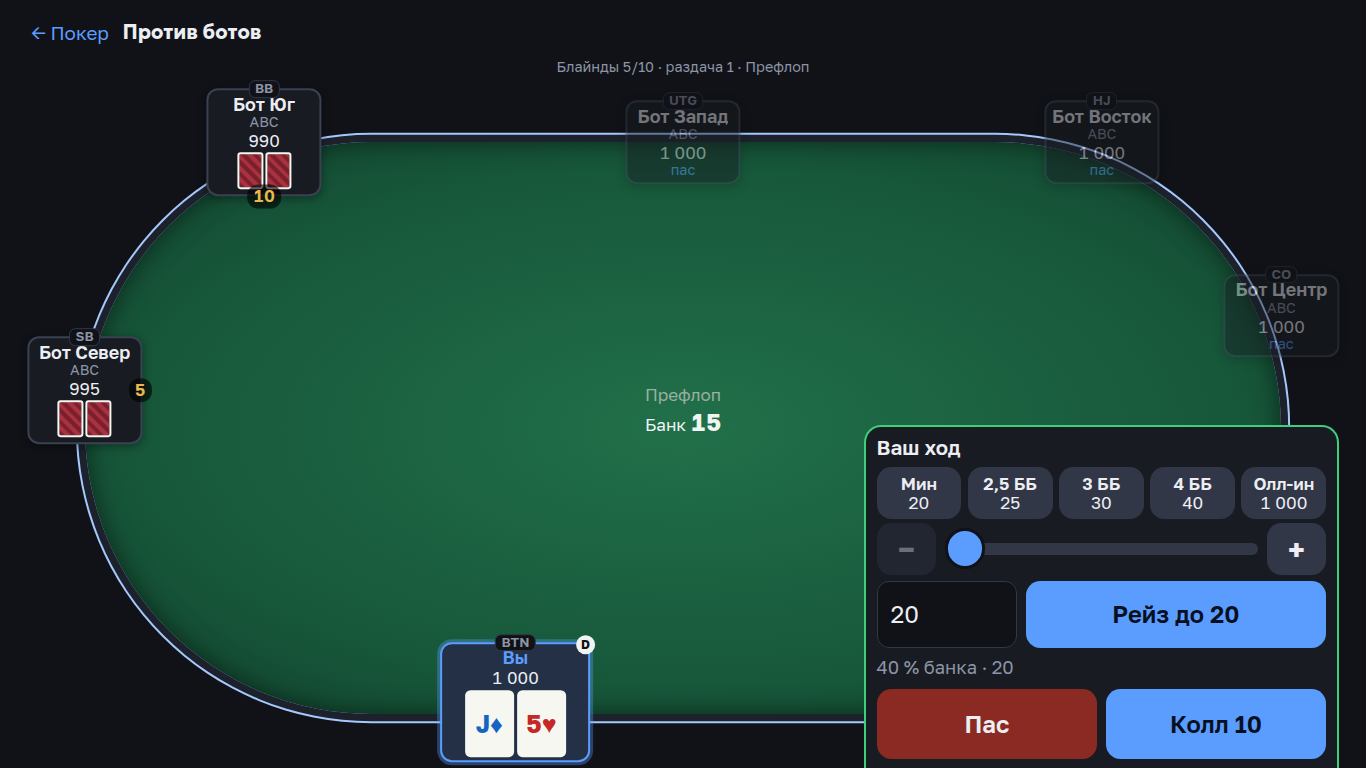 ← Покер Против ботов
Блайнды 5/10 · раздача 1 · Префлоп
BB
Бот Юг
ABC
990
10
UTG
Бот Запад
ABC
1 000
пас
HJ
Бот Восток
ABC
1 000
пас
CO
Бот Центр
ABC
1 000
пас
SB
Бот Север
ABC
995
5
Префлоп
Банк 15
BTN
D
Вы
1 000
J♦ 5♥
Ваш ход
Мин 2,5 ББ 3 ББ 4 ББ Олл-ин
20 25 30 40 1 000
− +
20 Рейз до 20
40 % банка · 20
Пас Колл 10